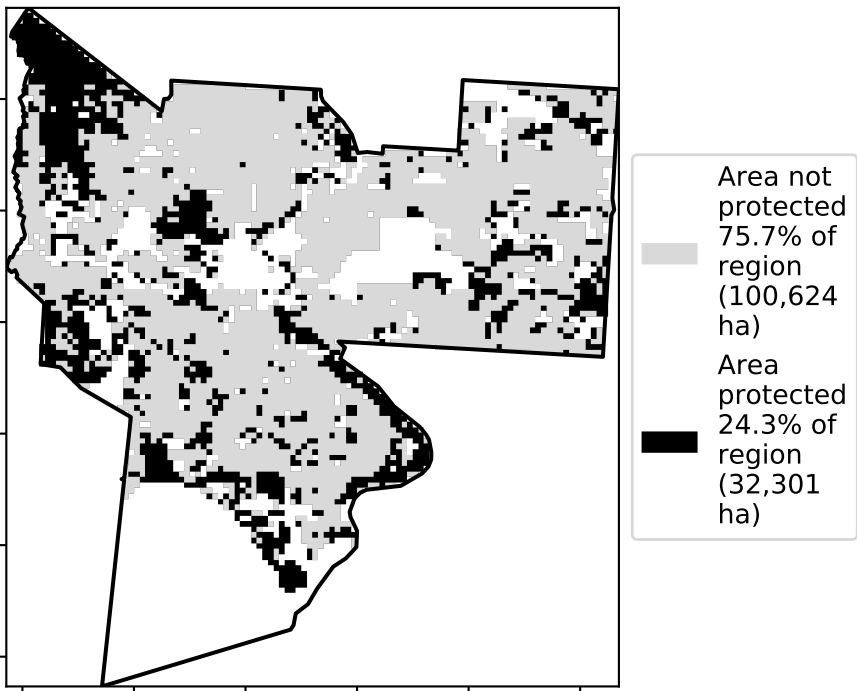 Area not
protected
75.7% of
region
(100,624
ha)
Area
protected
24.3% of
region
(32,301
ha)